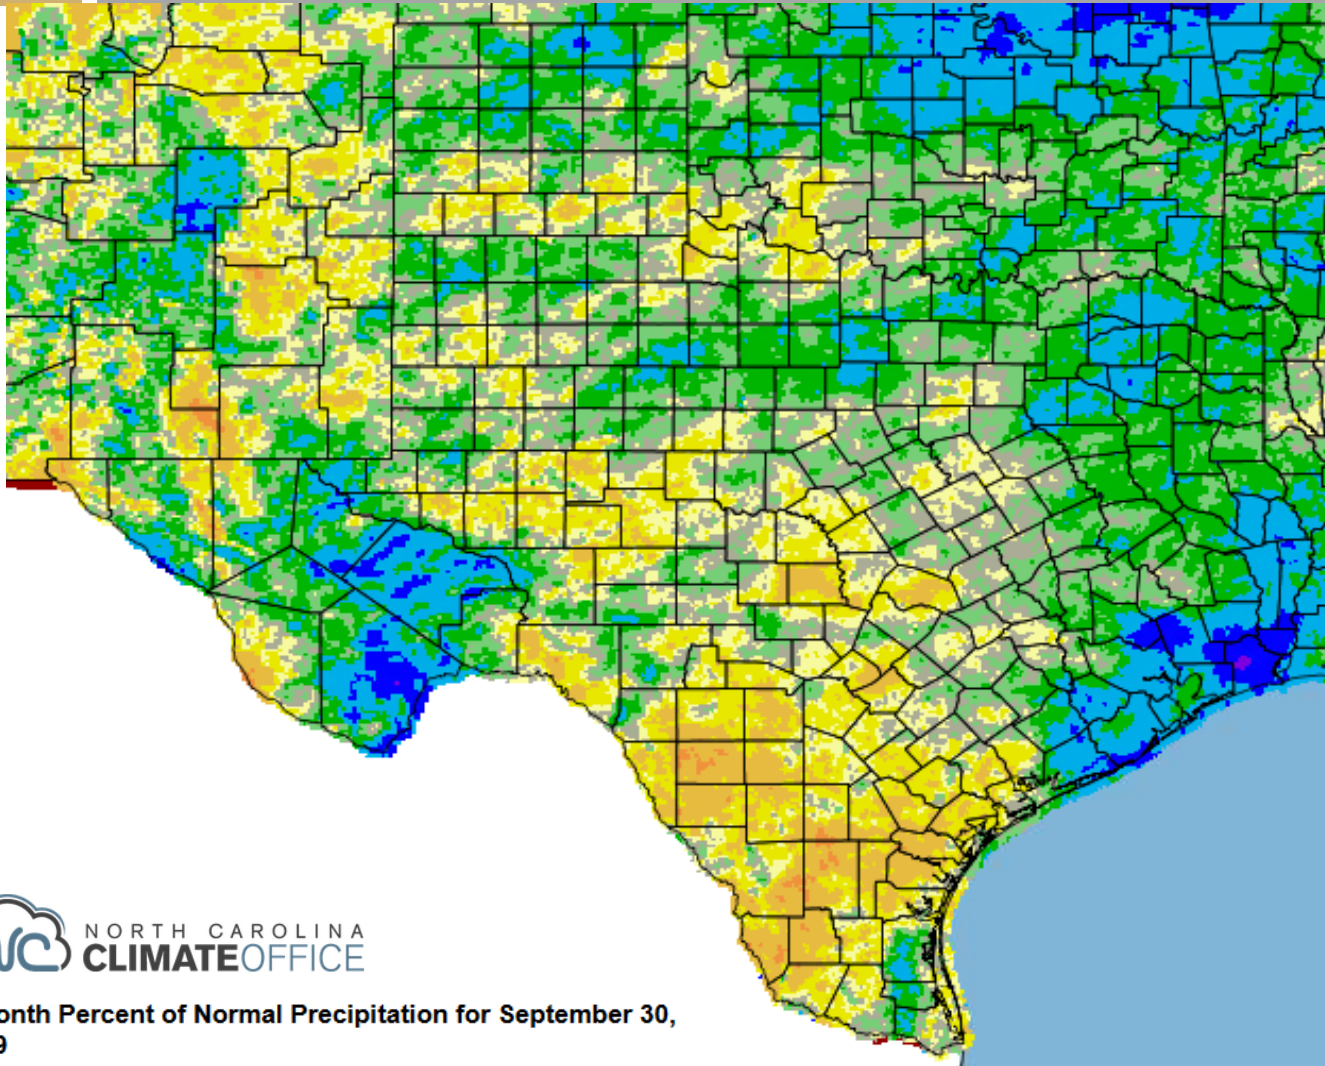 NORTH CAROLINA
CLIMATEOFFICE
onth Percent of Normal Precipitation for September 30,
9